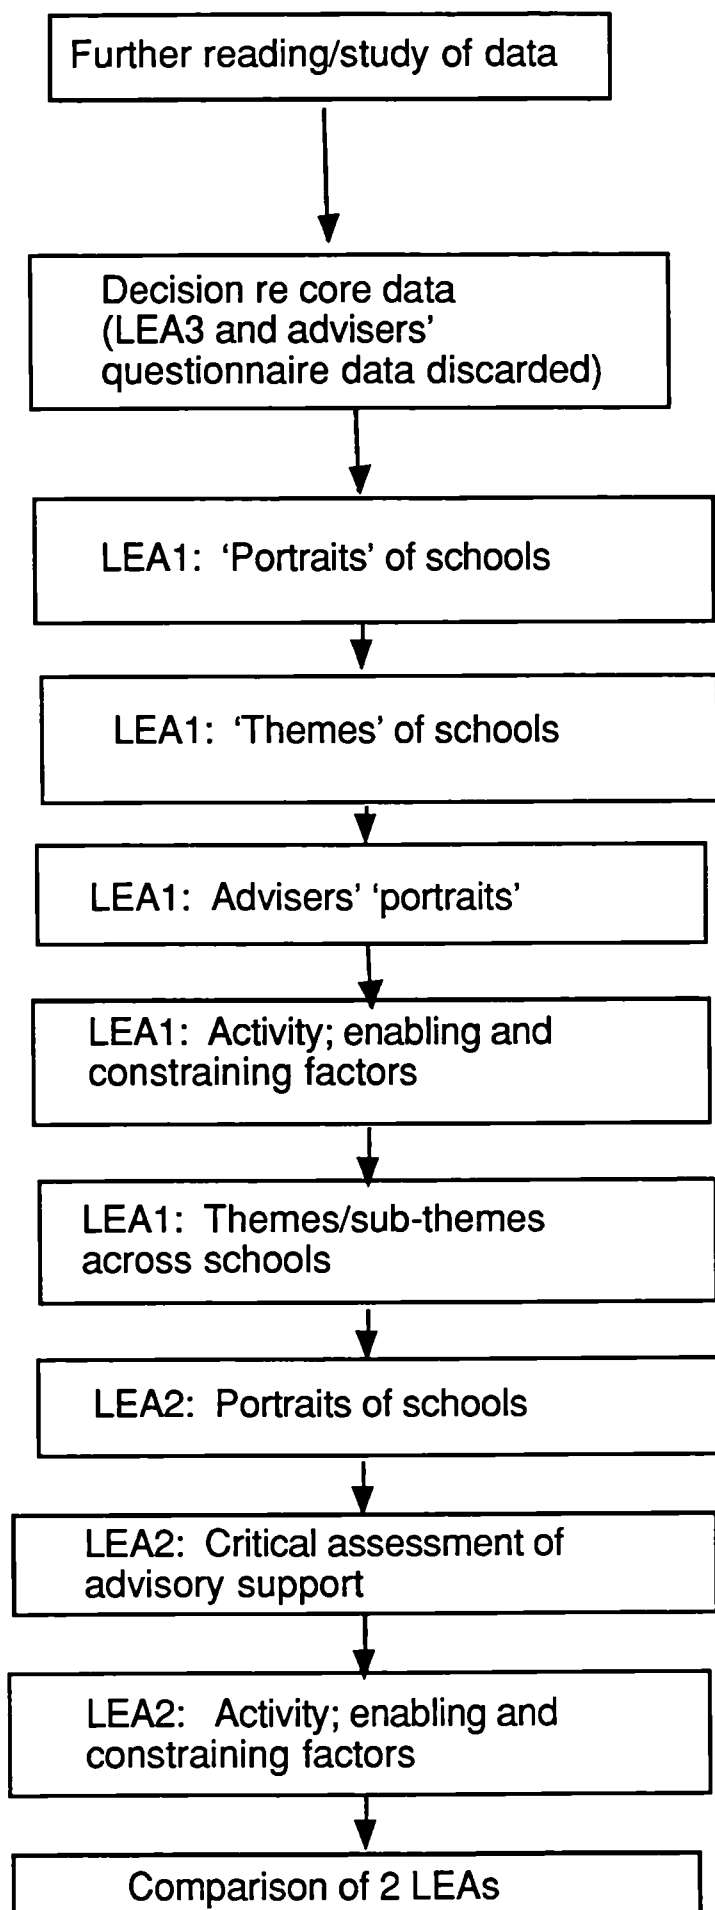 Further reading/study of data
Decision re core data
(LEA3 and advisers’
questionnaire data discarded)
LEA1:  ‘Portraits’ of schools
LEA1:  ‘Themes’ of schools
LEA1:  Advisers’ ‘portraits’
LEA1:  Activity; enabling and
constraining factors
LEA1:  Themes/sub-themes
across schools
LEA2:  Portraits of schools
LEA2:  Critical assessment of
advisory support
LEA2:  Activity; enabling and
constraining factors
Comparison of 2 LEAs